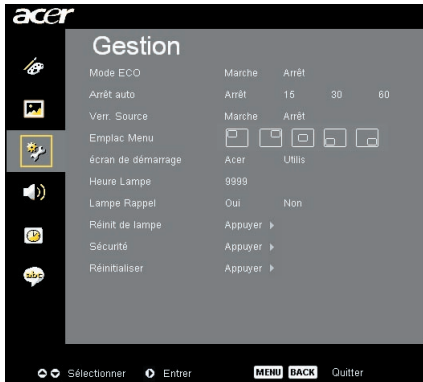 acer
Gestion
Mode ECO Marche Arrêt
Arrêt auto Arrêt 15 30 60
Verr. Source Marche Arrêt
Emplac Menu
écran de démarrage Acer Utilis
Heure Lampe 9999
Lampe Rappel Oui Non
Réinit de lampe Appuyer
Sécurité Appuyer
Réinitialiser Appuyer
abc
Sélectionner Entrer MENU BACK Quitter